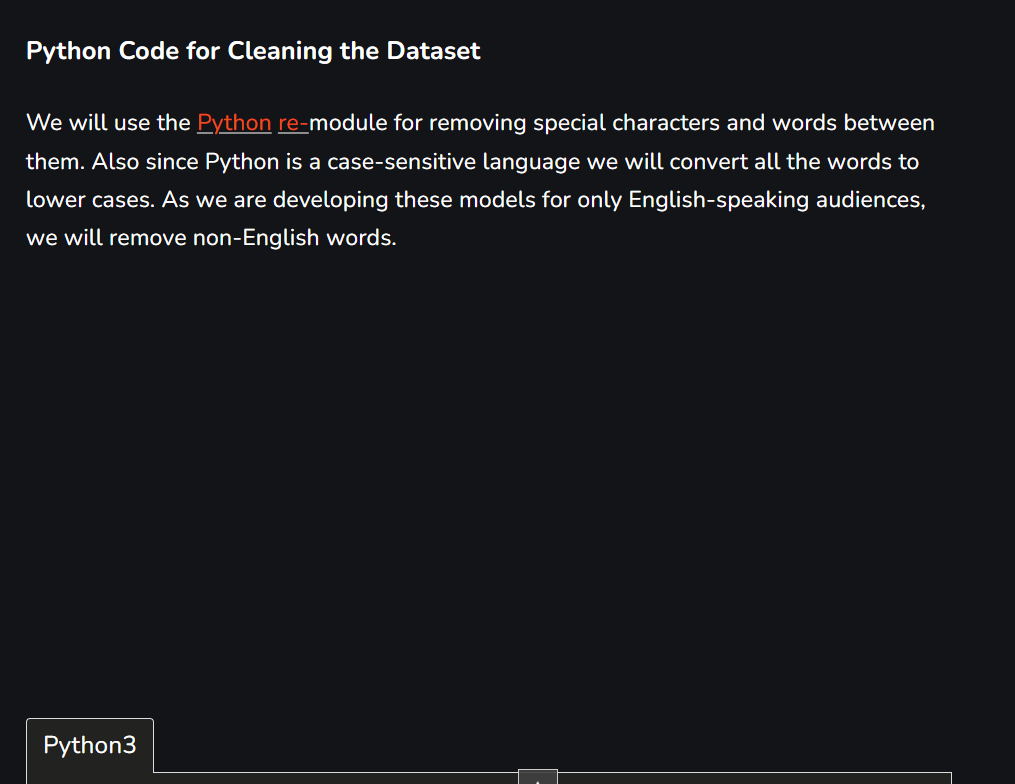 Python Code for Cleaning the Dataset
We will use the Python re-module for removing special characters and words between
them. Also since Python is a case-sensitive language we will convert all the words to
lower cases. As we are developing these models for only English-speaking audiences,
we will remove non-English words.
Python3